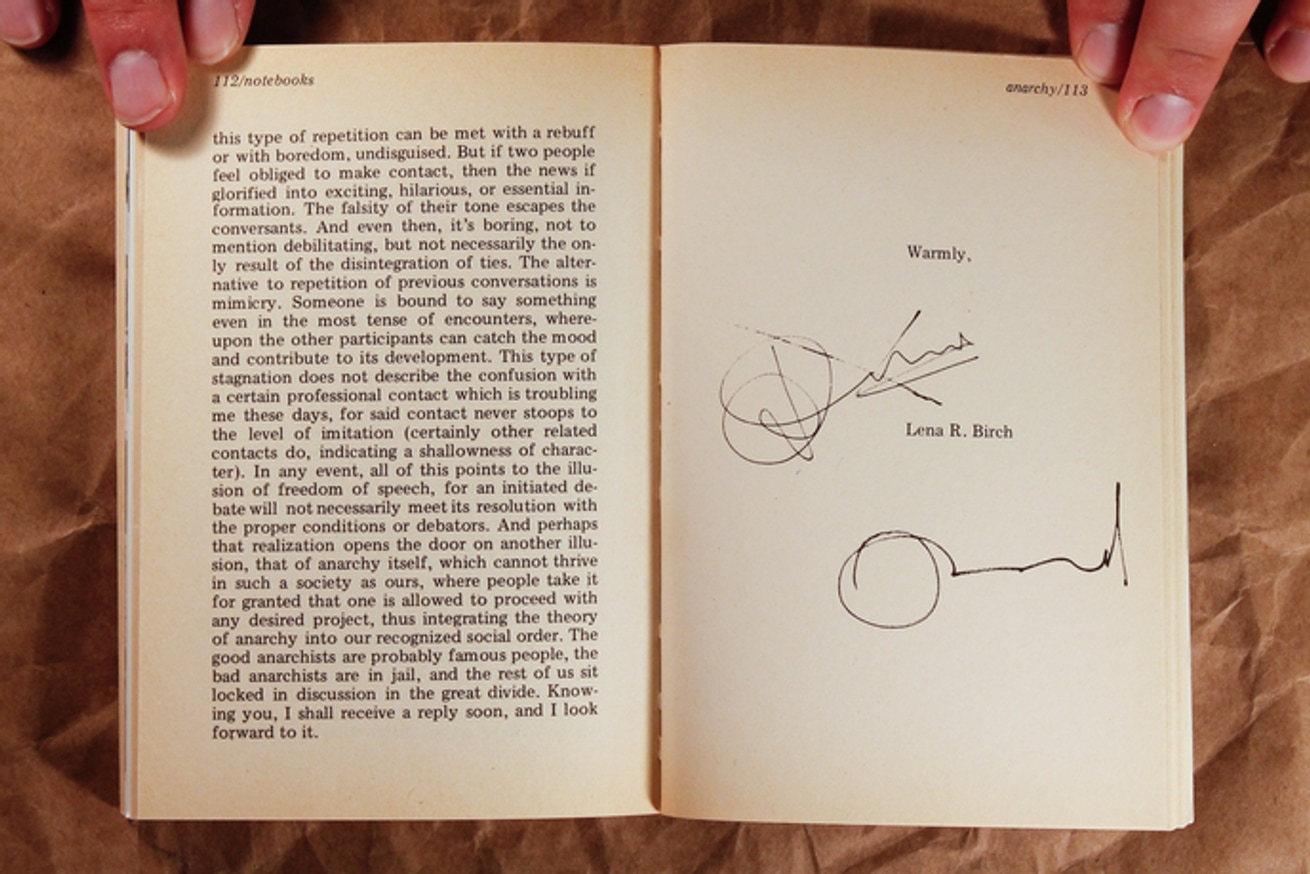 112/notebooks
this type of repetition can be met with a rebuff
or with boredom, undisguised. But if two people
feel obliged to make contact, then the news if
glorified into exciting, hilarious, or essential in-
formation. The falsity of their tone escapes the
conversants. And even then, it's boring, not to
mention debilitating, but not necessarily the on-
ly result of the disintegration of ties. The alter-
native to repetition of previous conversations is
mimicry. Someone is bound to say something
even in the most tense of encounters, where-
upon the other participants can catch the mood
and contribute to its development. This type of
stagnation does not describe the confusion with
a certain professional contact which is troubling
me these days, for said contact never stoops to
the level of imitation (certainly other related
contacts do, indicating a shallowness of charac-
ter). In any event, all of this points to the illu-
sion of freedom of speech, for an initiated de-
bate will not necessarily meet its resolution with
the proper conditions or debators. And perhaps
that realization opens the door on another illu-
sion, that of anarchy itself, which cannot thrive
in such a society as ours, where people take it
for granted that one is allowed to proceed with
any desired project, thus integrating the theory
of anarchy into our recognized social order. The
good anarchists are probably famous people, the
bad anarchists are in jail, and the rest of us sit
locked in discussion in the great divide. Know-
ing you, I shall receive a reply soon, and I look
forward to it.
anarchy/113
Warmly,
Lena R. Birch